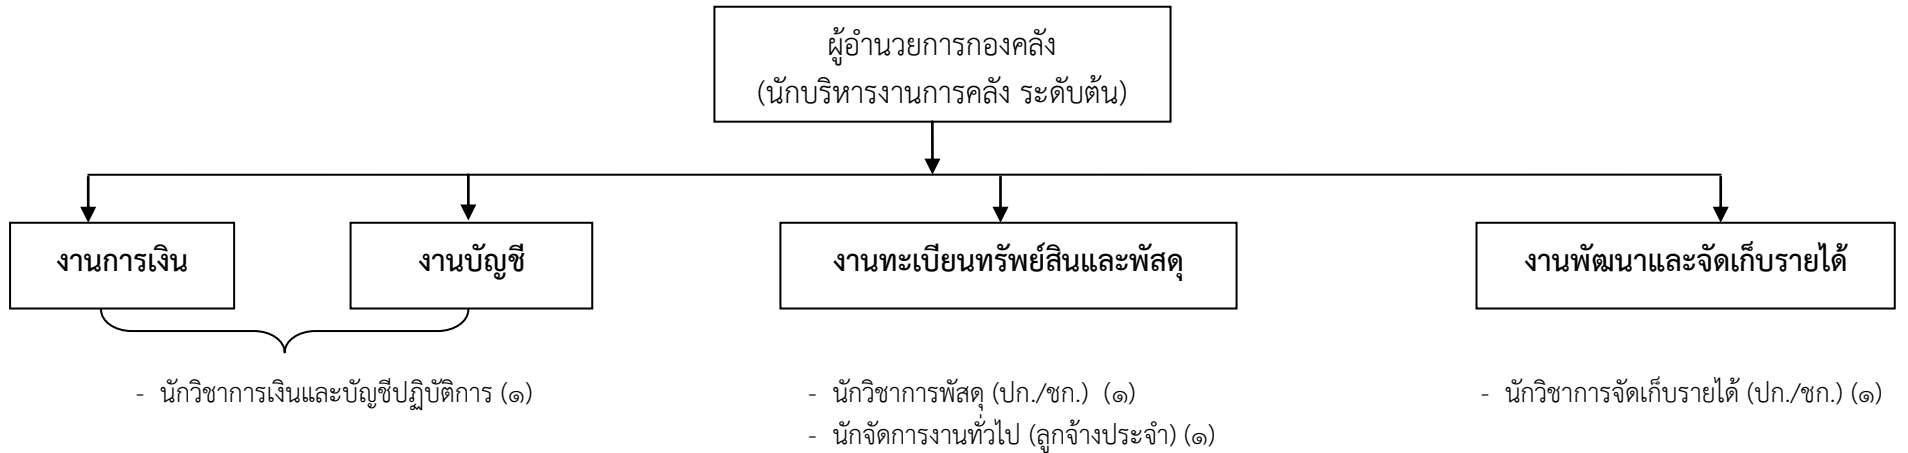 ผู้อำนวยการกองคลัง
(นักบริหารงานการคลัง ระดับต้น)
งานการเงิน
งานบัญชี
งานทะเบียนทรัพย์สินและพัสดุ
งานพัฒนาและจัดเก็บรายได้
- นักวิชาการเงินและบัญชีปฏิบัติการ (๑)
- นักวิชาการพัสดุ (ปก./ชก.) (๑)
- นักจัดการงานทั่วไป (ลูกจ้างประจำ) (๑)
- นักวิชาการจัดเก็บรายได้ (ปก./ชก.) (๑)